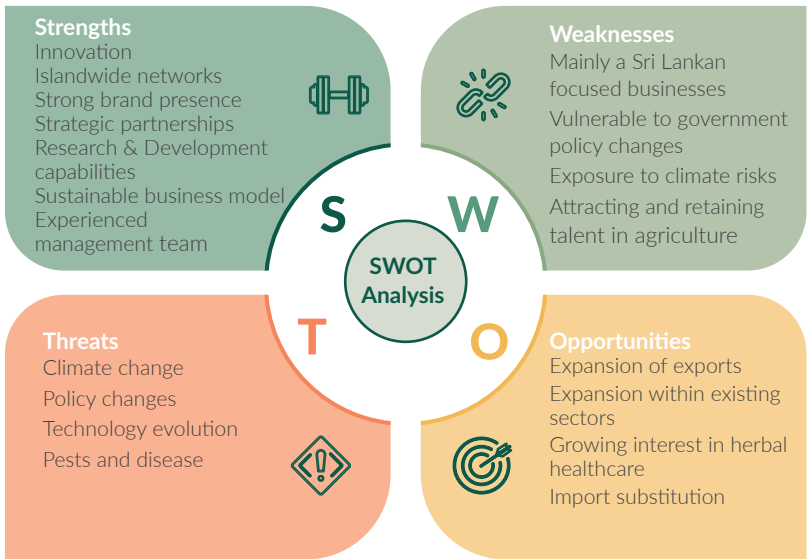 Strengths
Innovation
Islandwide networks
Strong brand presence
Strategic partnerships
Research & Development
capabilities
Sustainable business model
Experienced
management team
Weaknesses
Mainly a Sri Lankan
focused businesses
Vulnerable to government
policy changes
Exposure to climate risks
Attracting and retaining
talent in agriculture
S
W
SWOT
Analysis
T
O
Threats
Climate change
Policy changes
Technology evolution
Pests and disease
Opportunities
Expansion of exports
Expansion within existing
sectors
Growing interest in herbal
healthcare
Import substitution